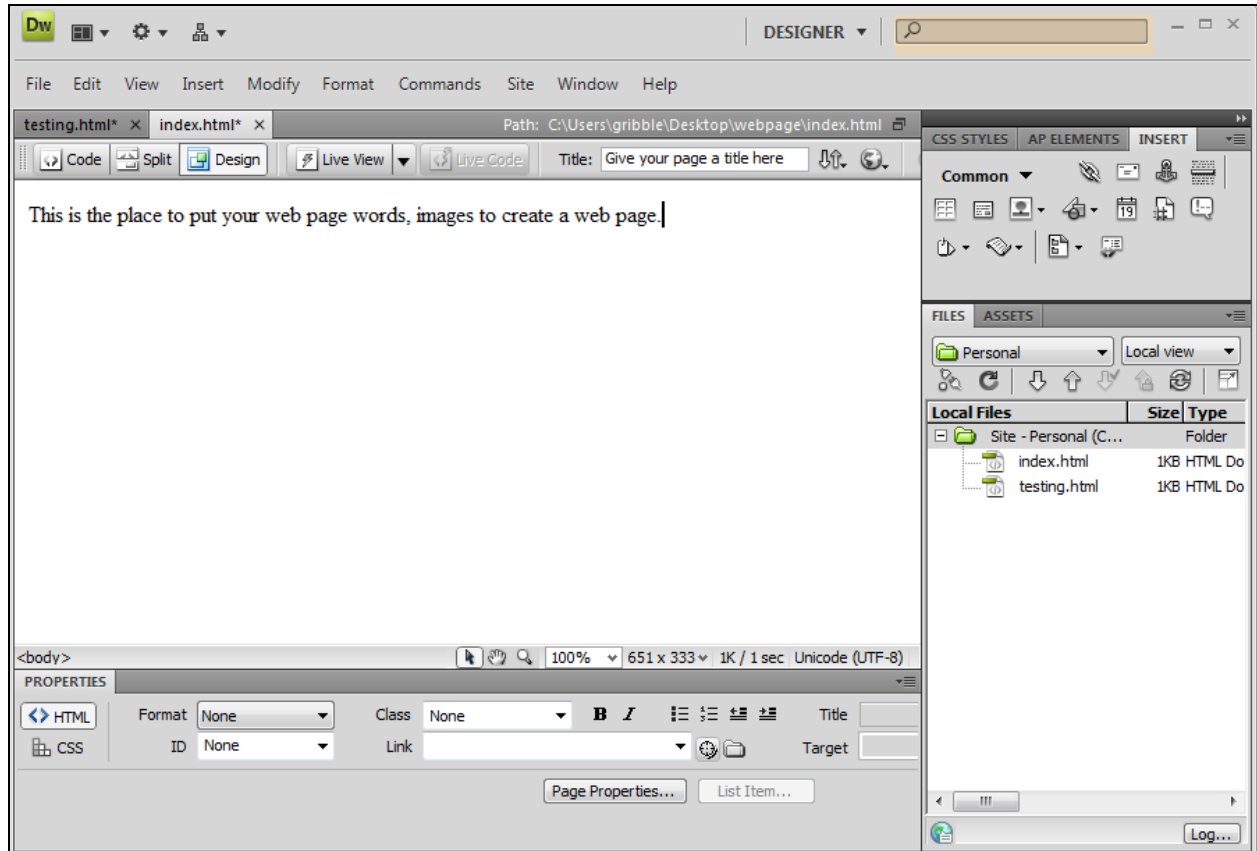 Dw DESIGNER
File Edit View Insert Modify Format Commands Site Window Help
testing.html* × index.html* × Path: C:\Users\gribble\Desktop\webpage\index.html
Code Split Design Live View Live Code Title: Give your page a title here
This is the place to put your web page words, images to create a web page.
<body> 100% 651 x 333 1K / 1 sec Unicode (UTF-8)
PROPERTIES
HTML Format None Class None B I Title
CSS ID None Link Target
Page Properties... List Item...
CSS STYLES AP ELEMENTS INSERT
Common
19
FILES ASSETS
Personal Local view
Local Files Size Type
Site - Personal (C... Folder
index.html 1KB HTML Do
testing.html 1KB HTML Do
Log...